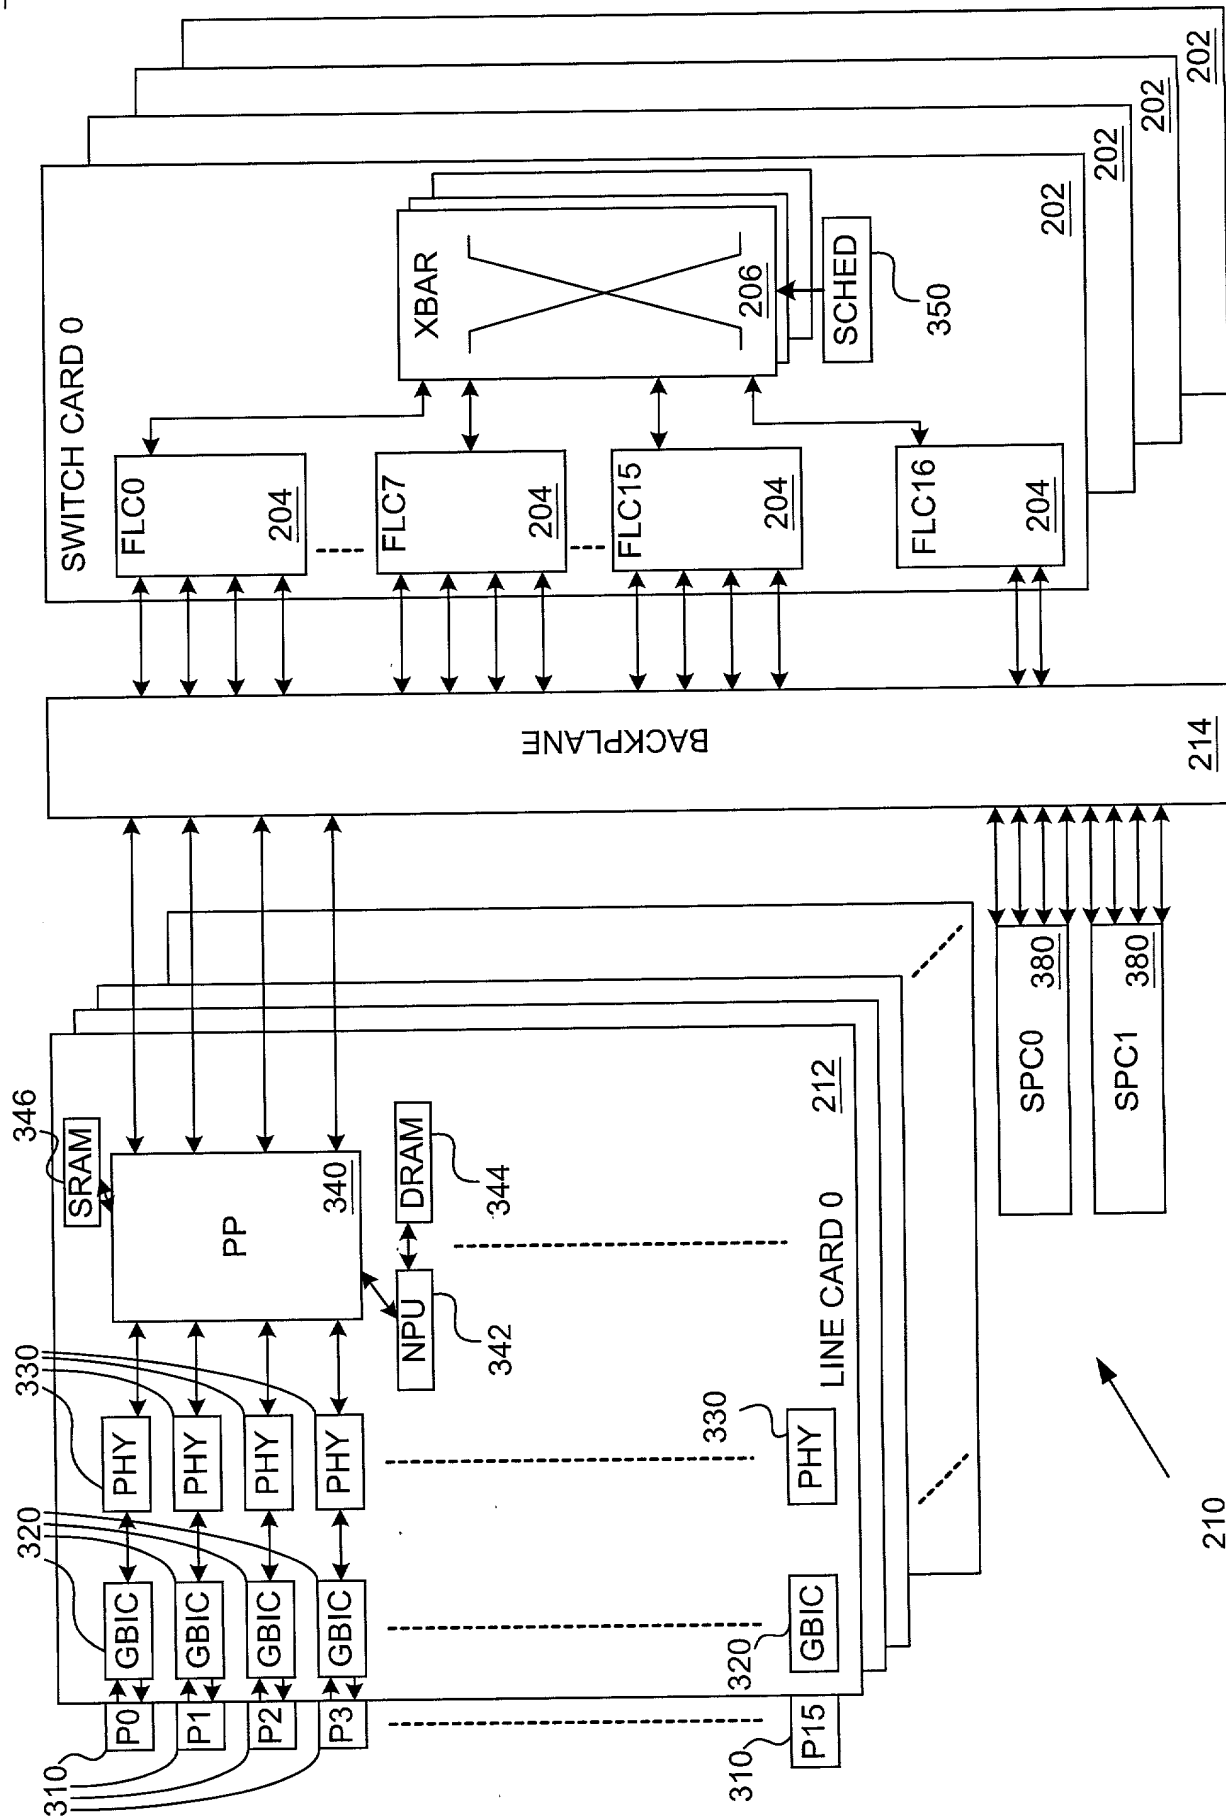 SWITCH CARD 0
FLC0
204
FLC7
204
FLC15
204
FLC16
204
XBAR
206
SCHED
350
202
202
202
202
BACKPLANE
214
346
SRAM
PP
340
DRAM
344
NPU
342
330
PHY
PHY
PHY
PHY
330
PHY
320
GBIC
GBIC
GBIC
GBIC
320
GBIC
310
P0
P1
P2
P3
310
P15
LINE CARD 0
212
SPC0
380
SPC1
380
210